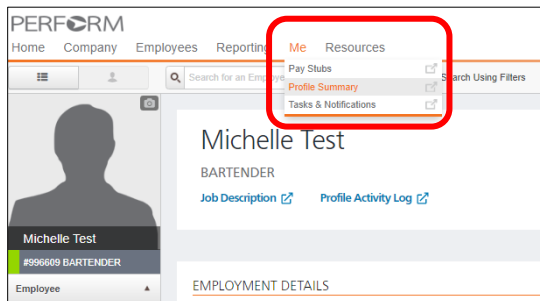 PERFORM
Home Company Employees Reporting Me Resources
Search for an Employe
Search Using Filters
Pay Stubs
Profile Summary
Tasks & Notifications
Michelle Test
BARTENDER
Job Description Profile Activity Log
Michelle Test
#996609 BARTENDER
Employee
EMPLOYMENT DETAILS